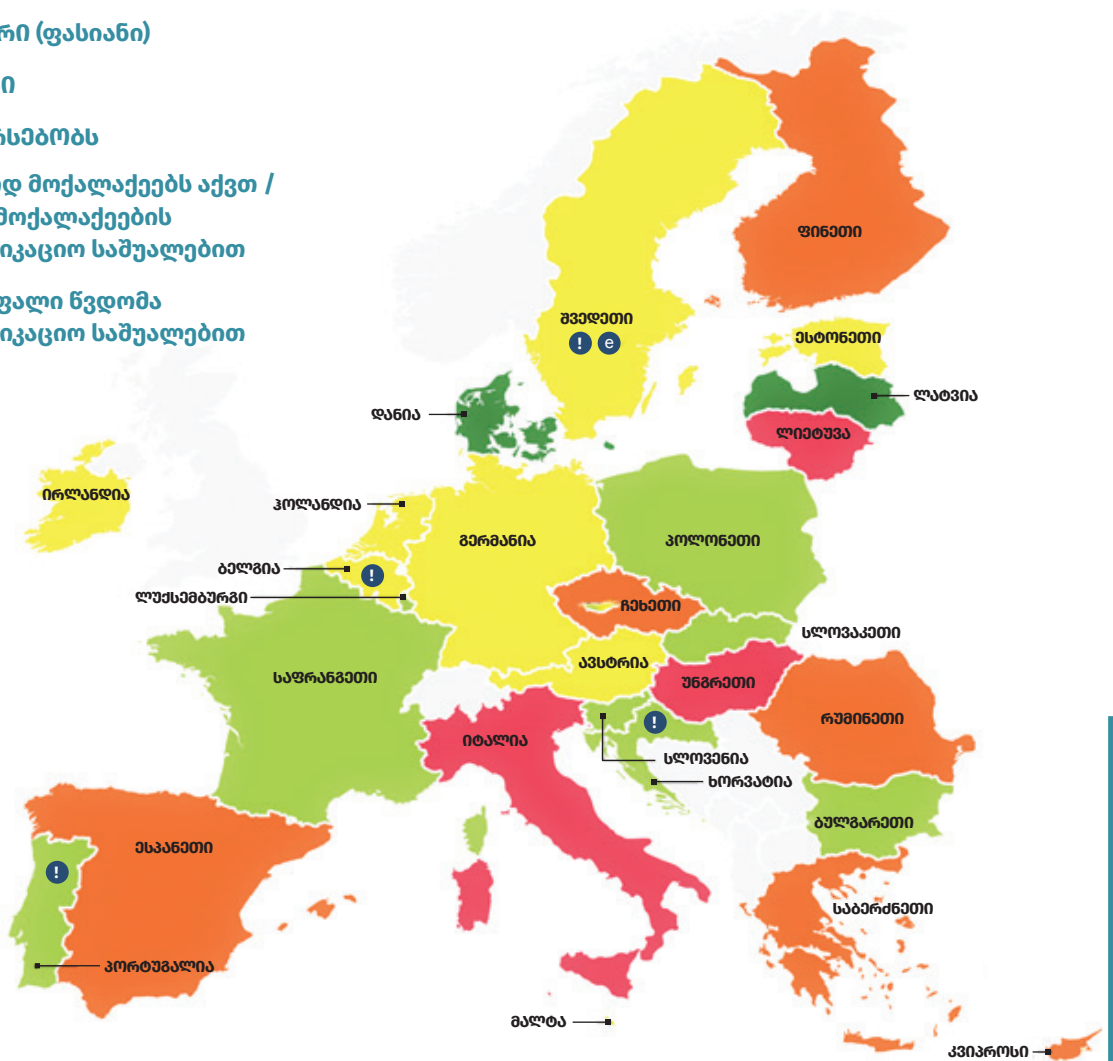 რი (ფასიანი)
ი
რსებობს
დ მოქალაქეებს აქვთ /
მოქალაქეების
იკაციო საშუალებით
ფალი წვდომა
იკაციო საშუალებით
ფინეთი
შვედეთი
! e
ესტონეთი
ლატვია
დანია
ლიეტუვა
ირლანდია
ჰოლანდია
გერმანია
პოლონეთი
ბელგია
!
ლუქსემბურგი
ჩეხეთი
სლოვაკეთი
ავსტრია
საფრანგეთი
უნგრეთი
რუმინეთი
!
იტალია
სლოვენია
ხორვატია
ბულგარეთი
ესპანეთი
!
საბერძნეთი
პორტუგალია
მალტა
კვიპროსი